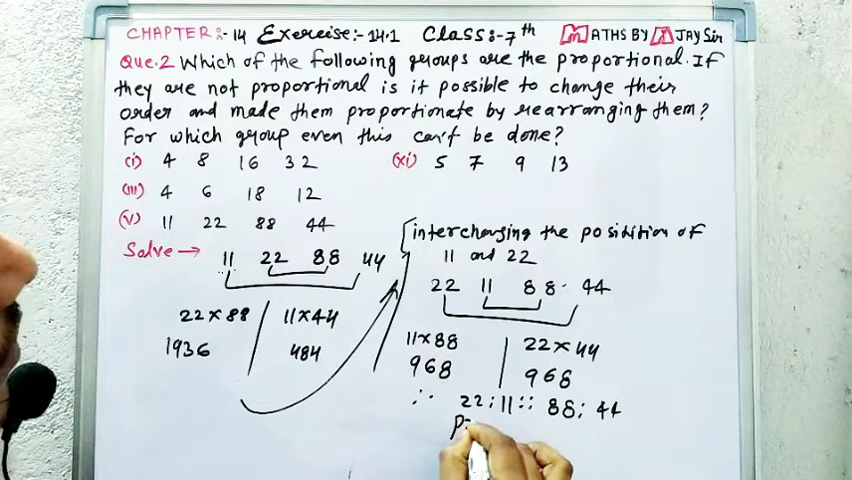 CHAPTER:-14 Exercise:-14.1 Class:-7th MATHS BY AJAY Sir
Que.2 Which of the following groups are the proportional. If
they are not proportional is it possible to change their
order and made them proportionate by rearranging them?
For which group even this can't be done?
(i) 4 8 16 32 (xi) 5 7 9 13
(iii) 4 6 18 12
(v) 11 22 88 44
Solve→ 11 22 88 44
22×88 11×44
1936 484
interchanging the posidition of
11 and 22
22 11 88 44
11×88 22×44
968 968
∴ 22:11:: 88:44